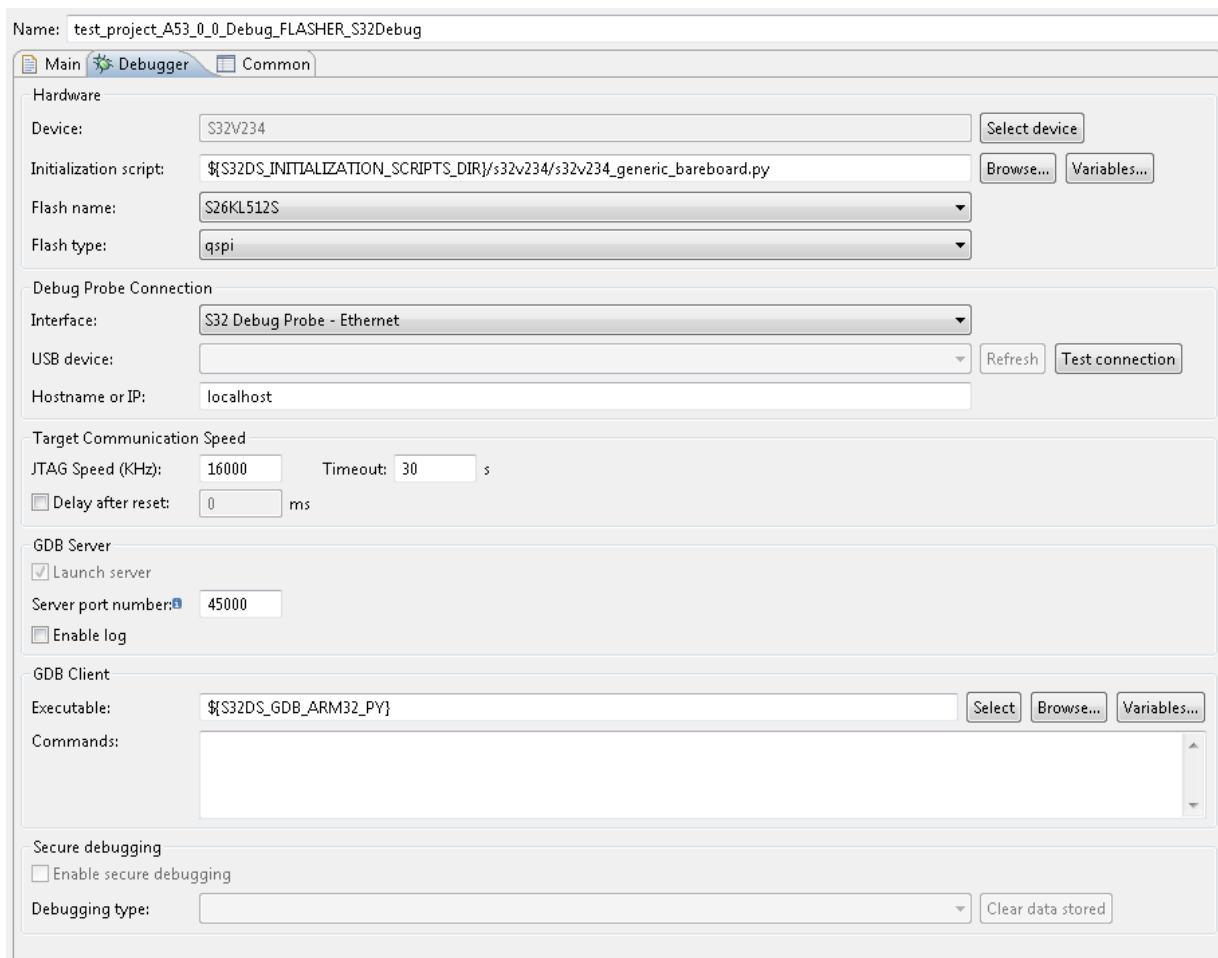 Name: test_project_A53_0_0_Debug_FLASHER_S32Debug
Main Debugger Common
Hardware
Device: S32V234 Select device
Initialization script: ${S32DS_INITIALIZATION_SCRIPTS_DIR}/s32v234/s32v234_generic_bareboard.py Browse... Variables...
Flash name: S26KL512S
Flash type: qspi
Debug Probe Connection
Interface: S32 Debug Probe - Ethernet
USB device: Refresh Test connection
Hostname or IP: localhost
Target Communication Speed
JTAG Speed (KHz): 16000 Timeout: 30 s
Delay after reset: 0 ms
GDB Server
Launch server
Server port number: 45000
Enable log
GDB Client
Executable: ${S32DS_GDB_ARM32_PY} Select Browse... Variables...
Commands:
Secure debugging
Enable secure debugging
Debugging type: Clear data stored